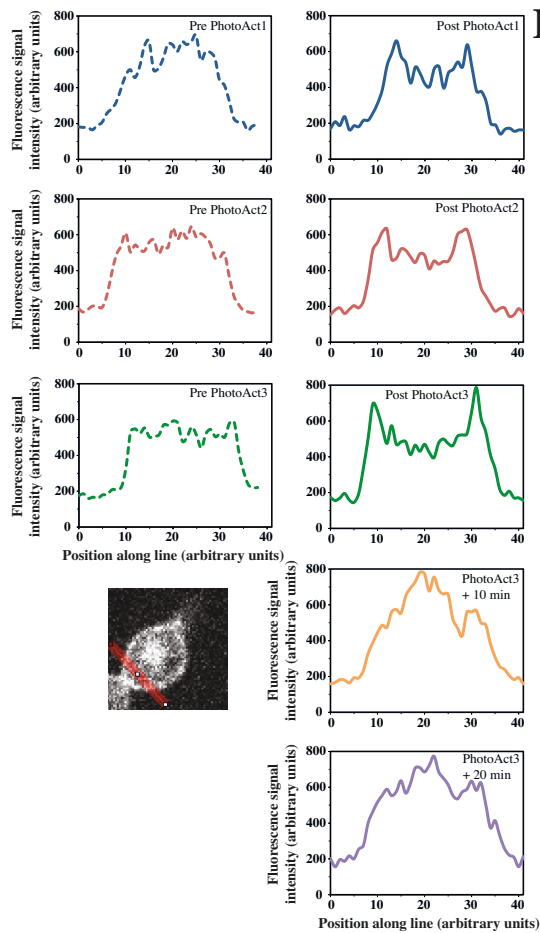 Pre PhotoAct1
Fluorescence signal
intensity (arbitrary units)
800
600
400
200
0
0 10 20 30 40
Post PhotoAct1
800
600
400
200
0
0 10 20 30 40
Pre PhotoAct2
Fluorescence signal
intensity (arbitrary units)
800
600
400
200
0
0 10 20 30 40
Post PhotoAct2
800
600
400
200
0
0 10 20 30 40
Pre PhotoAct3
Fluorescence signal
intensity (arbitrary units)
800
600
400
200
0
0 10 20 30 40
Position along line (arbitrary units)
Post PhotoAct3
800
600
400
200
0
0 10 20 30 40
PhotoAct3
+ 10 min
Fluorescence signal
intensity (arbitrary units)
800
600
400
200
0
0 10 20 30 40
PhotoAct3
+ 20 min
Fluorescence signal
intensity (arbitrary units)
800
600
400
200
0
0 10 20 30 40
Position along line (arbitrary units)